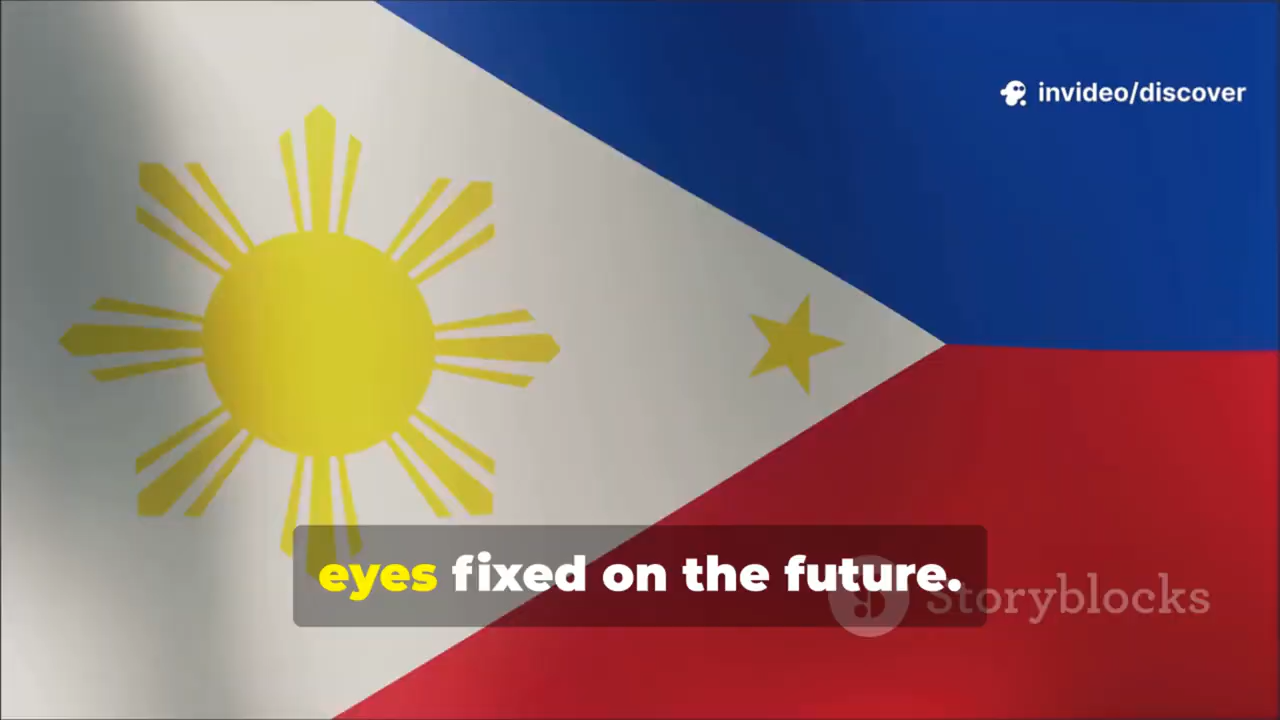 invideo/discover
eyes fixed on the future.
Storyblocks